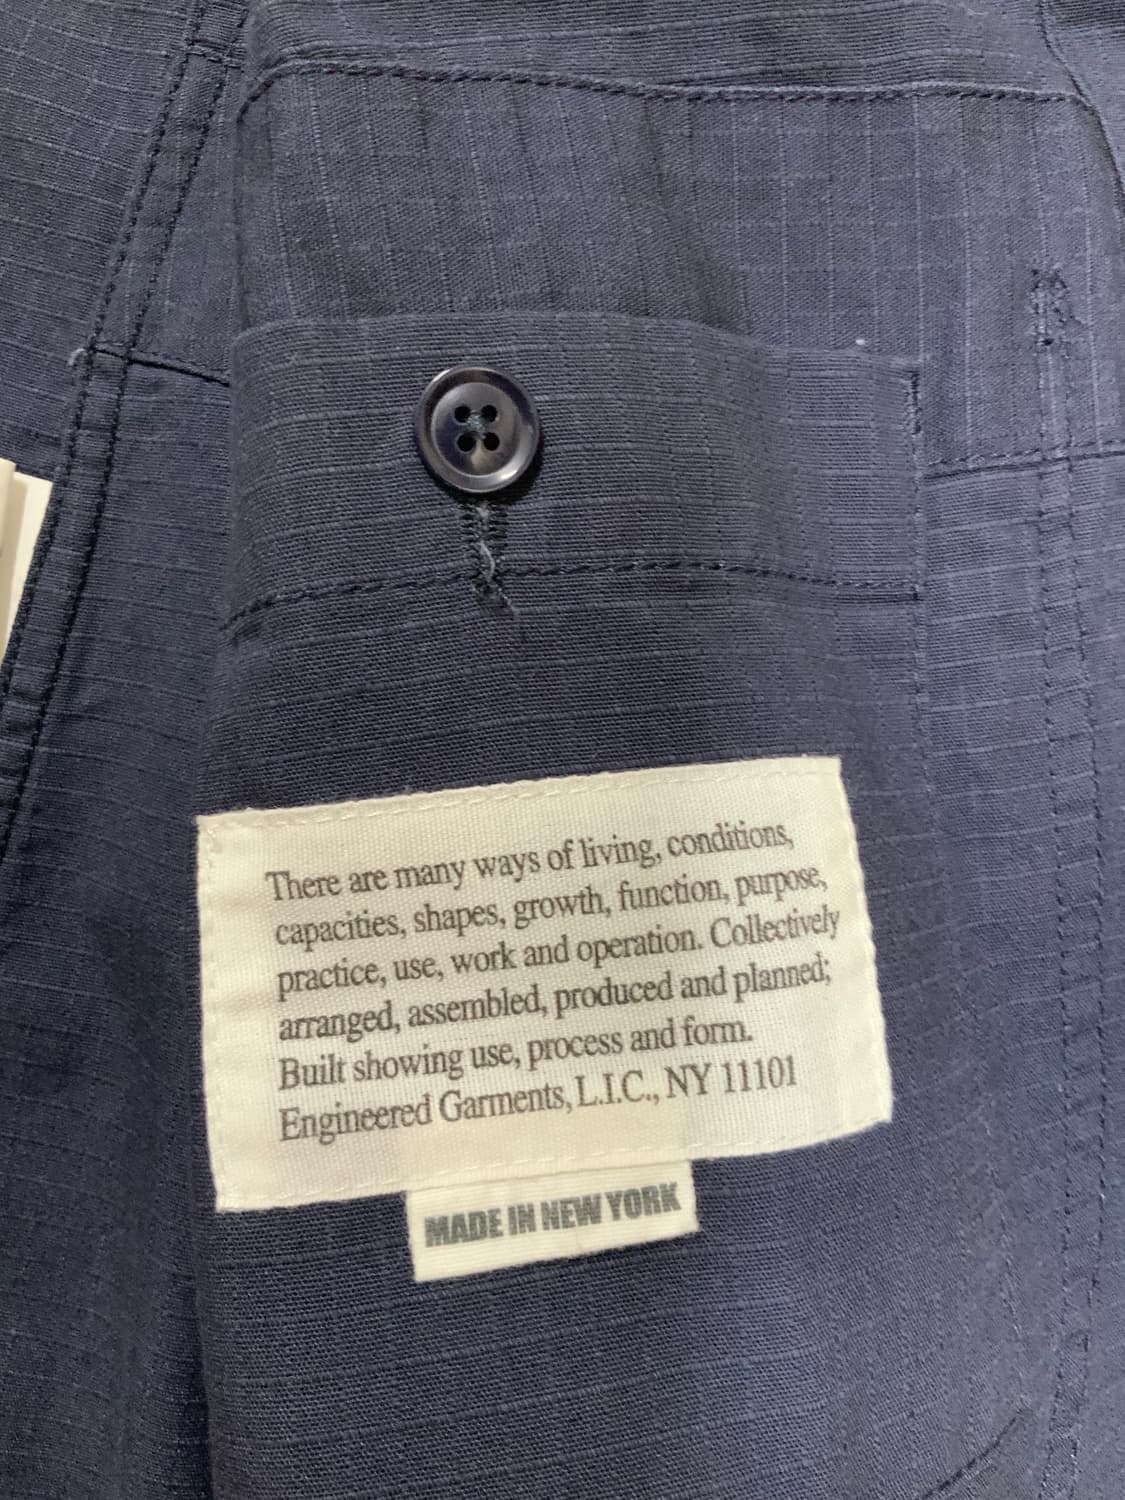 There are many ways of living, conditions,
capacities, shapes, growth, function, purpose,
practice, use, work and operation. Collectively
arranged, assembled, produced and planned;
Built showing use, process and form.
Engineered Garments, L.I.C., NY 11101
MADE IN NEW YORK